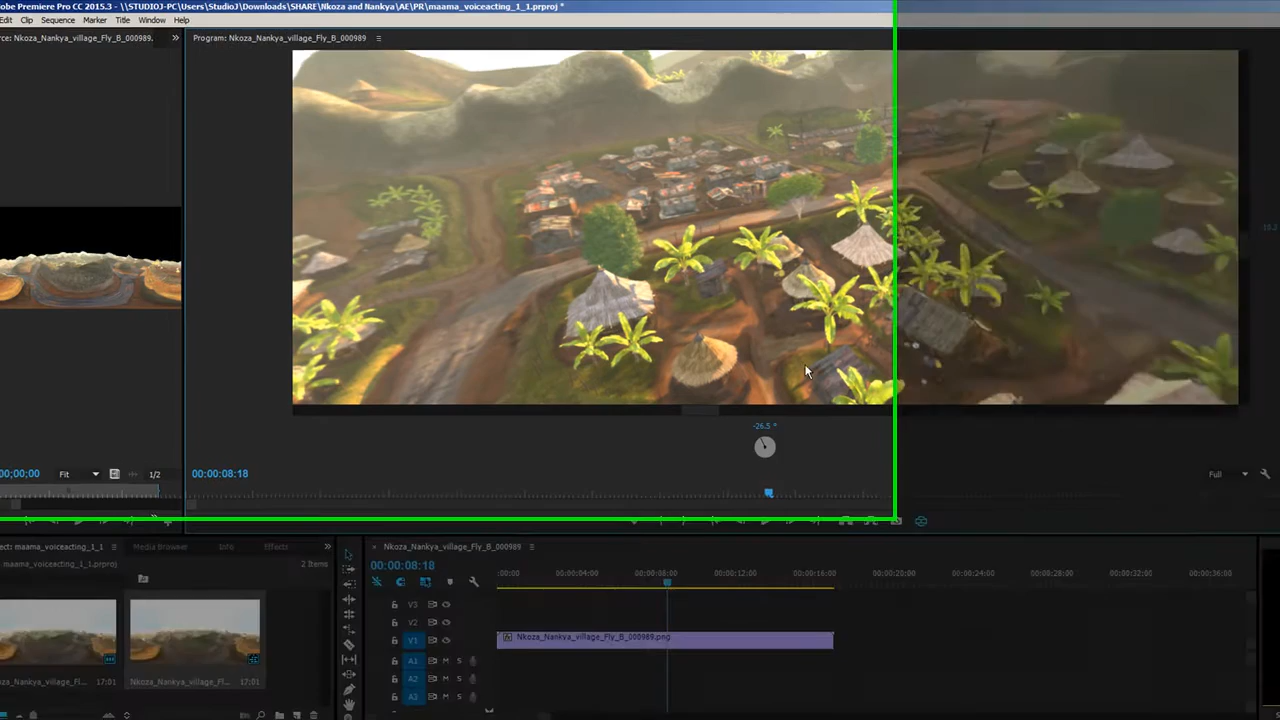 obe Premiere Pro CC 2015.3 - \\STUDIOJ-PC\Users\StudioJ\Downloads\SHARE\Nkoza and Nankya\AE\PR\maama_voiceacting_1_1.prproj *
Edit Clip Sequence Marker Title Window Help
rce: Nkoza_Nankya_village_Fly_B_000989.
Program: Nkoza_Nankya_village_Fly_B_000989
-26.5 °
00;00;00
Fit
1/2
00:00:08:18
Full
ect: maama_voiceacting_1_1
Media Browser
Info
Effects
maama_voiceacting_1_1.prproj
2 Items
Nkoza_Nankya_village_Fl...
17:01
Nkoza_Nankya_village_Fl...
17:01
× Nkoza_Nankya_village_Fly_B_000989
00:00:08:18
:00:00 00:00:04:00 00:00:08:00 00:00:12:00 00:00:16:00 00:00:20:00 00:00:24:00 00:00:28:00 00:00:32:00 00:00:36:00
V3
V2
V1
Nkoza_Nankya_village_Fly_B_000989.png
A1 M S
A2 M S
A3 M S